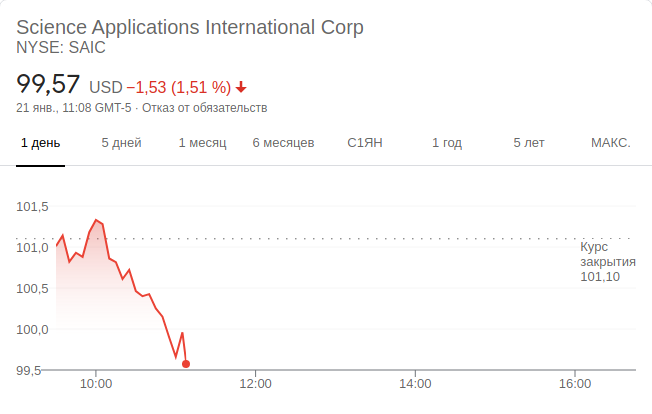 Science Applications International Corp
NYSE: SAIC
99,57 USD −1,53 (1,51 %)
21 янв., 11:08 GMT-5 · Отказ от обязательств
1 день 5 дней 1 месяц 6 месяцев С1ЯН 1 год 5 лет МАКС.
101,5
101,0
100,5
100,0
99,5
Курс
закрытия
101,10
10:00 12:00 14:00 16:00